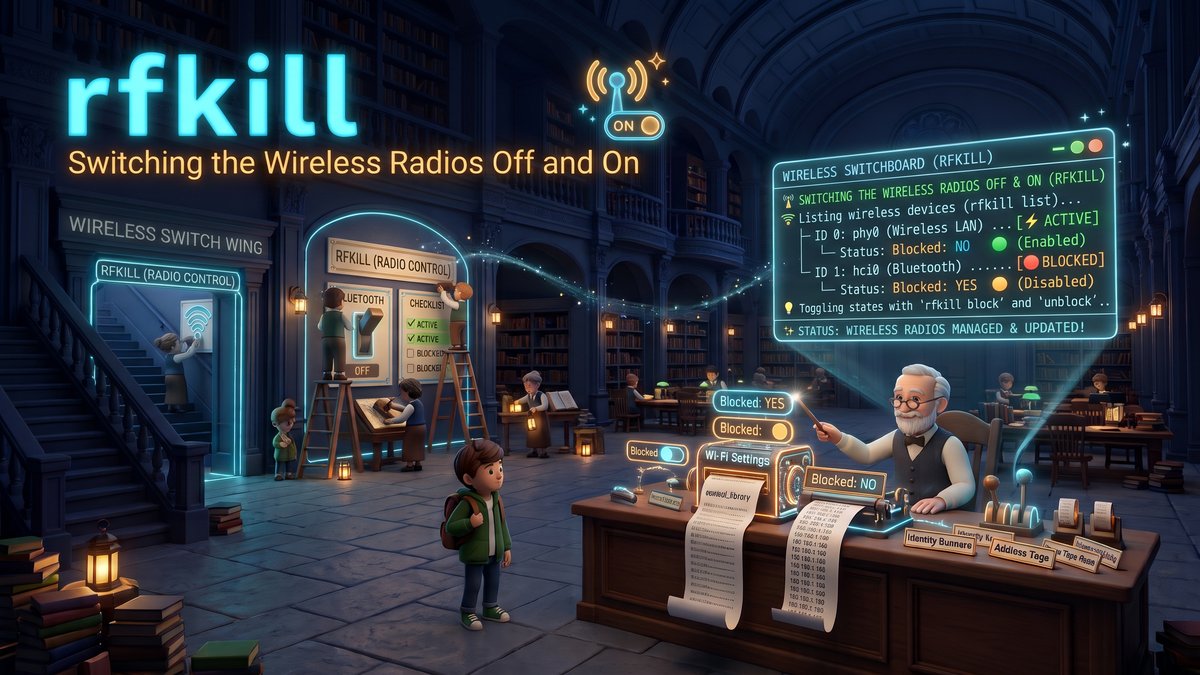 rfkill
Switching the Wireless Radios Off and On
ON
WIRELESS SWITCH WING
RFKILL (RADIO CONTROL)
RFKILL (RADIO CONTROL)
BLUETOOTH
OFF
CHECKLIST
✓ ACTIVE
✓ ACTIVE
BLOCKED
BLOCKED
WIRELESS SWITCHBOARD (RFKILL)
SWITCHING THE WIRELESS RADIOS OFF & ON (RFKILL)
Listing wireless devices (rfkill list)...
ID 0: phy0 (Wireless LAN) ...[⚡ ACTIVE]
Status: Blocked: NO 🟢 (Enabled)
ID 1: hci0 (Bluetooth) ..... [🔴 BLOCKED]
Status: Blocked: YES 🟡 (Disabled)
Toggling states with 'rfkill block' and 'unblock'..
STATUS: WIRELESS RADIOS MANAGED & UPDATED!
Blocked: YES
Blocked:
Blocked
Wi-Fi Settings
Blocked: NO
Identity Bunners
Addless Tage